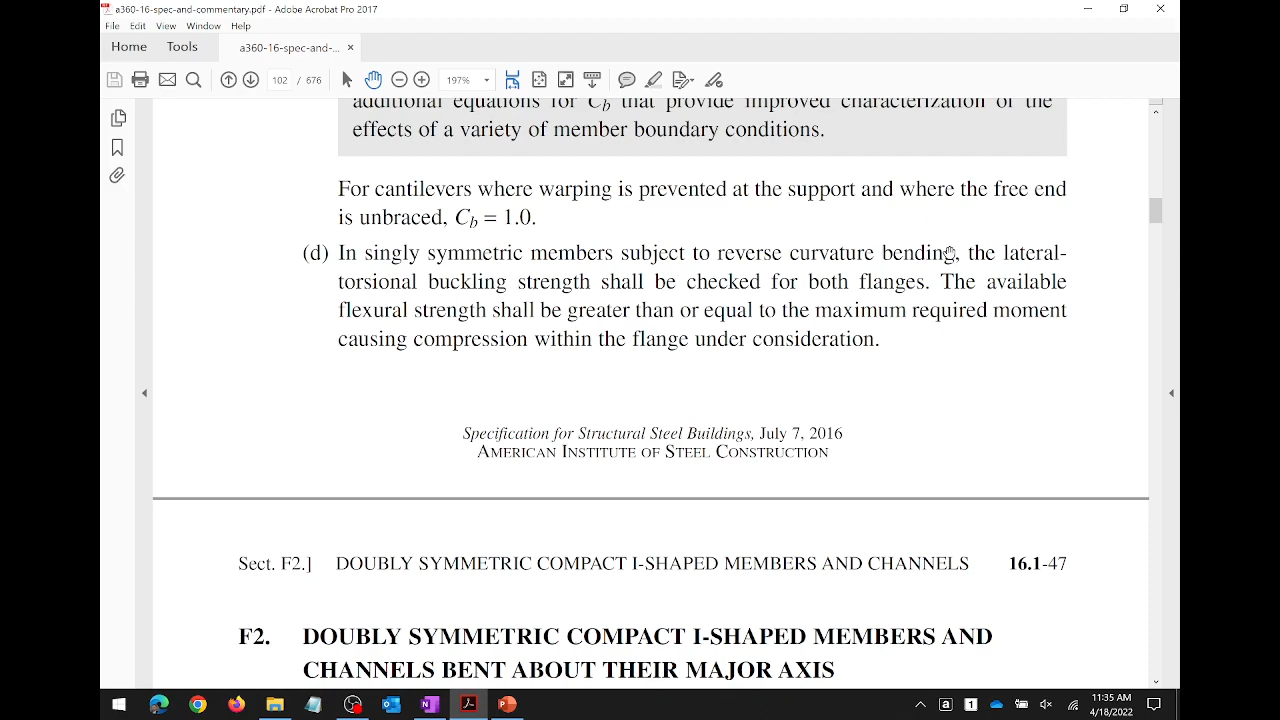 a360-16-spec-and-commentary.pdf - Adobe Acrobat Pro 2017
File Edit View Window Help
Home Tools a360-16-spec-and-... ×
102 / 676 197%
additional equations for Cb that provide improved characterization of the
effects of a variety of member boundary conditions.
For cantilevers where warping is prevented at the support and where the free end
is unbraced, Cb = 1.0.
(d) In singly symmetric members subject to reverse curvature bending, the lateral-
torsional buckling strength shall be checked for both flanges. The available
flexural strength shall be greater than or equal to the maximum required moment
causing compression within the flange under consideration.
Specification for Structural Steel Buildings, July 7, 2016
AMERICAN INSTITUTE OF STEEL CONSTRUCTION
Sect. F2.] DOUBLY SYMMETRIC COMPACT I-SHAPED MEMBERS AND CHANNELS 16.1-47
F2. DOUBLY SYMMETRIC COMPACT I-SHAPED MEMBERS AND
CHANNELS BENT ABOUT THEIR MAJOR AXIS
11:35 AM
4/18/2022